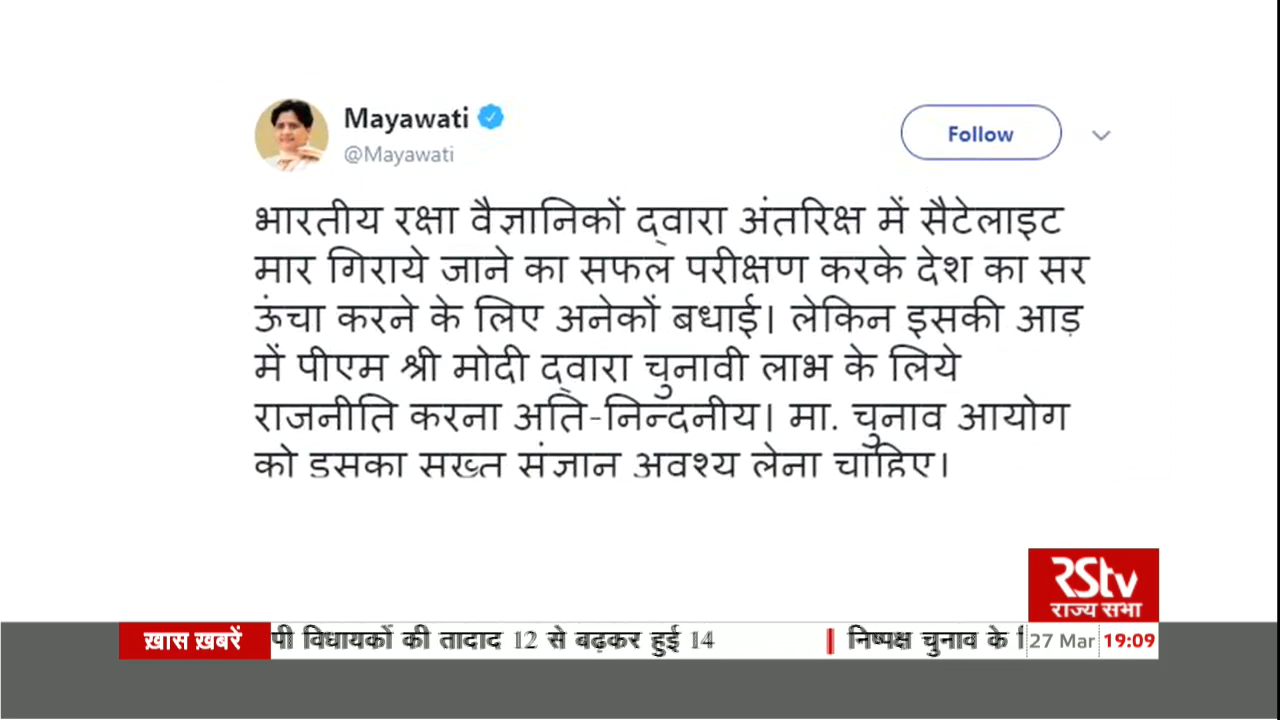 Mayawati
@Mayawati
Follow
भारतीय रक्षा वैज्ञानिकों द्वारा अंतरिक्ष में सैटेलाइट
मार गिराये जाने का सफल परीक्षण करके देश का सर
ऊंचा करने के लिए अनेकों बधाई। लेकिन इसकी आड़
में पीएम श्री मोदी द्वारा चुनावी लाभ के लिये
राजनीति करना अति-निन्दनीय। मा. चुनाव आयोग
को इसका सख्त संज्ञान अवश्य लेना चाहिए।
RStv
राज्य सभा
ख़ास ख़बरें
पी विधायकों की तादाद 12 से बढ़कर हुई 14
निष्पक्ष चुनाव के
27 Mar
19:09